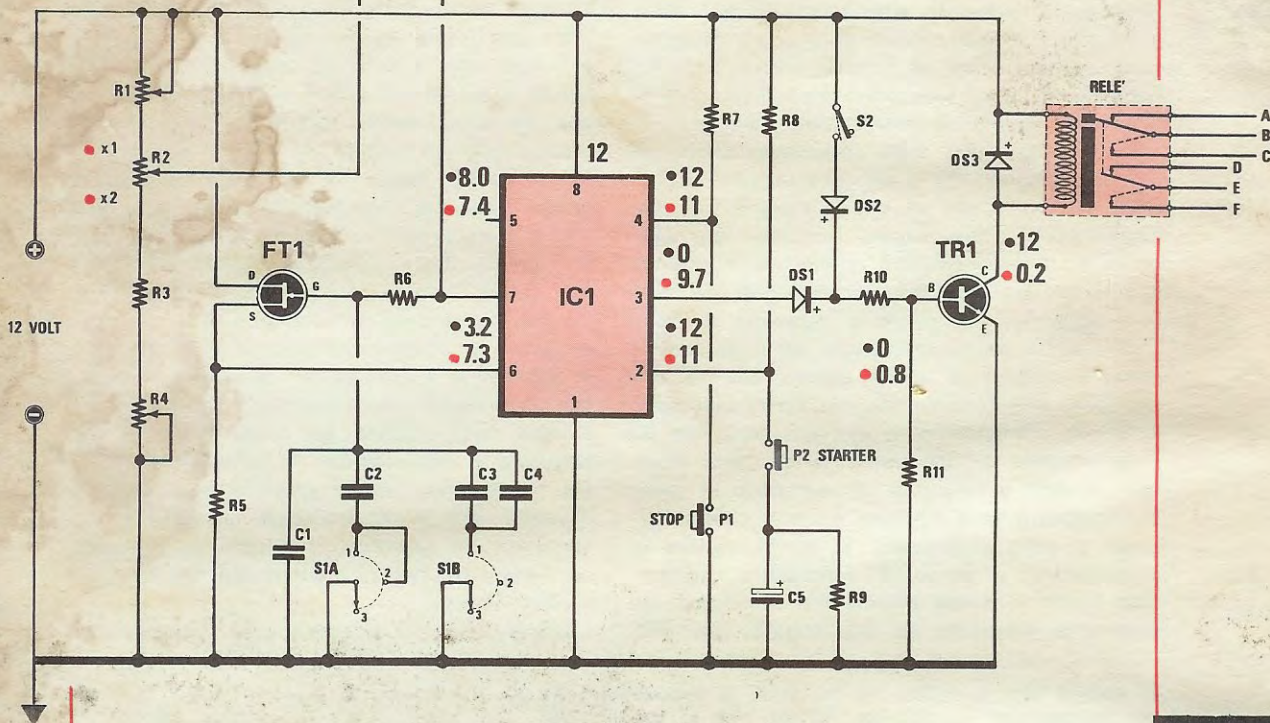 RELE'
A
B
C
D
E
F
R1
x1
R2
x2
R3
R4
12 VOLT
FT1
D
G
S
R6
R5
8.0
7.4
3.2
7.3
12
IC1
8
5
7
6
1
4
3
2
12
11
0
9.7
12
11
R7
R8
S2
DS2
DS1
R10
DS3
TR1
B
C
E
12
0.2
0
0.8
R11
P2 STARTER
STOP
P1
C5
R9
C1
C2
C3
C4
S1A
1
2
3
S1B
1
2
3